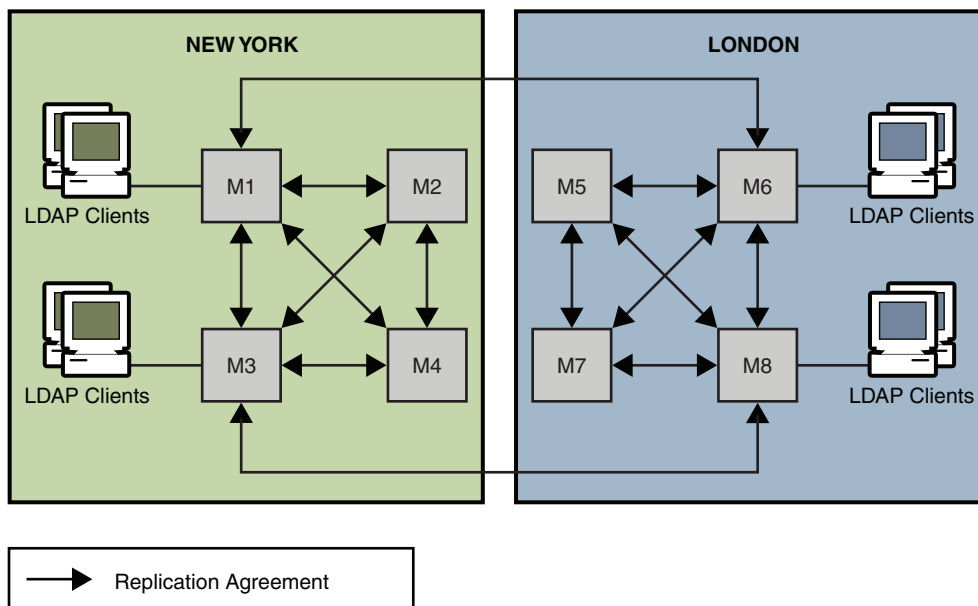 NEW YORK
LONDON
LDAP Clients
M1
M2
M5
M6
LDAP Clients
LDAP Clients
M3
M4
M7
M8
LDAP Clients
Replication Agreement